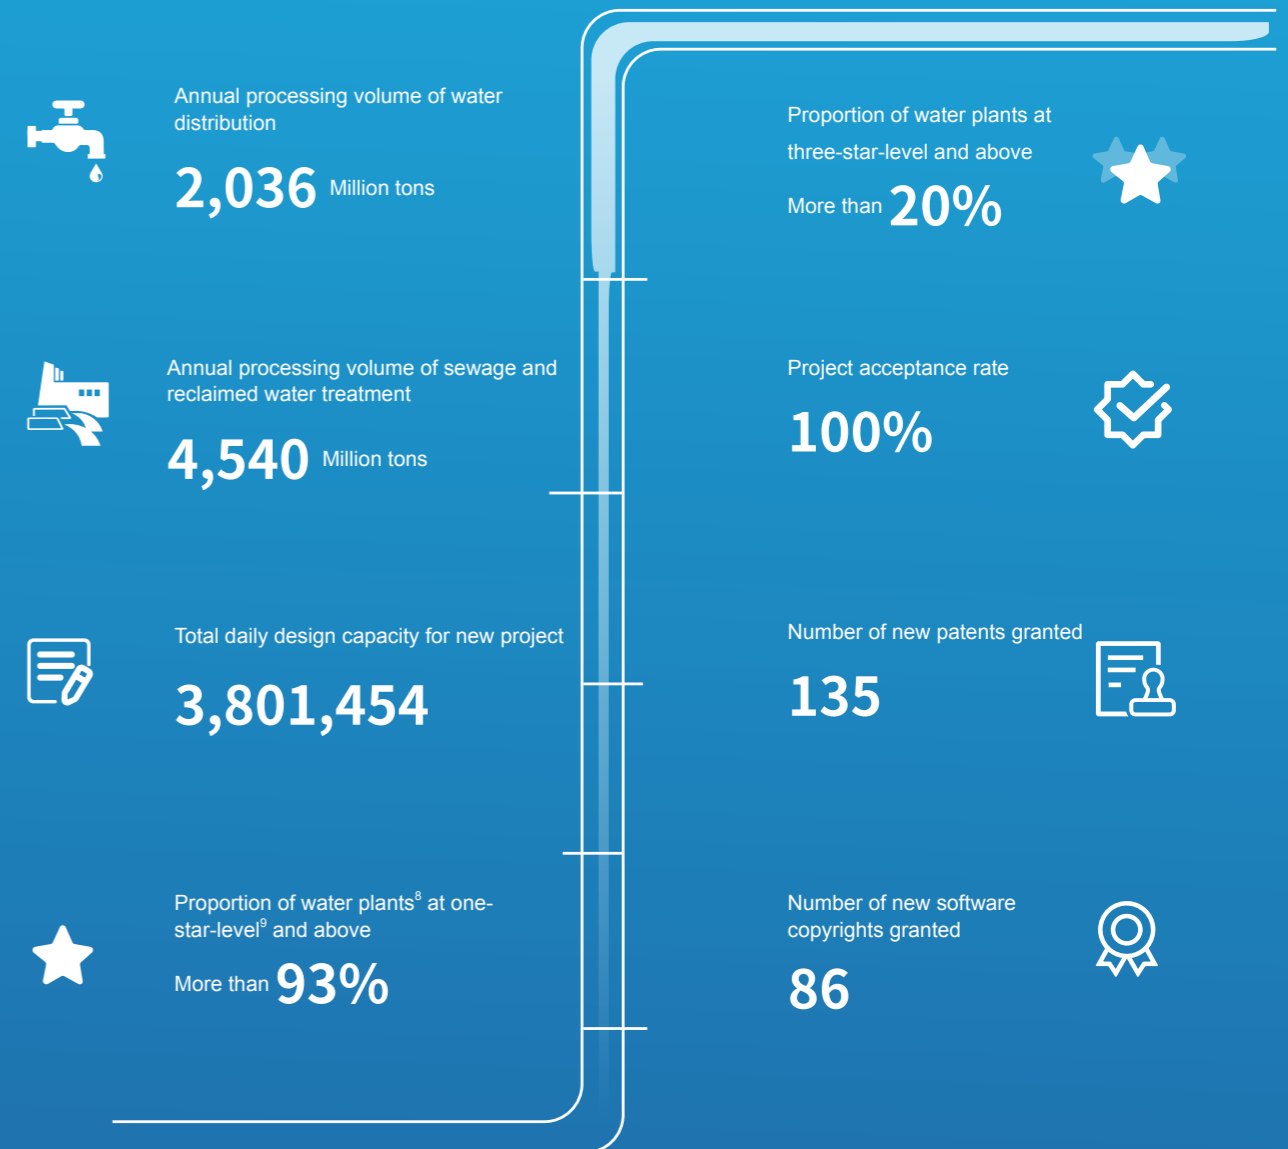 Annual processing volume of water
distribution
2,036 Million tons
Annual processing volume of sewage and
reclaimed water treatment
4,540 Million tons
Total daily design capacity for new project
3,801,454
Proportion of water plants8 at one-
star-level9 and above
More than 93%
Proportion of water plants at
three-star-level and above
More than 20%
Project acceptance rate
100%
Number of new patents granted
135
Number of new software
copyrights granted
86